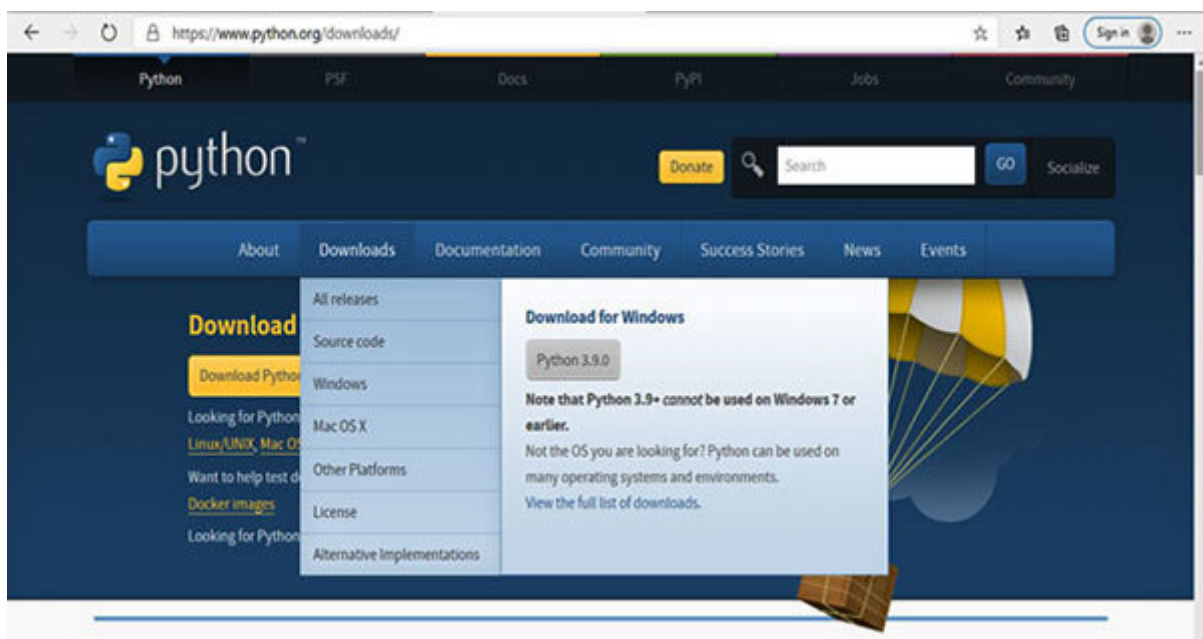 https://www.python.org/downloads/
Sign in
Python PSF Docs PyPI Jobs Community
python™
Donate
Search
GO
Socialize
About Downloads Documentation Community Success Stories News Events
Download
Download Python
Looking for Python
Linux/UNIX, Mac OS
Want to help test d
Docker images
Looking for Python
All releases
Source code
Windows
Mac OS X
Other Platforms
License
Alternative Implementations
Download for Windows
Python 3.9.0
Note that Python 3.9+ cannot be used on Windows 7 or
earlier.
Not the OS you are looking for? Python can be used on
many operating systems and environments.
View the full list of downloads.